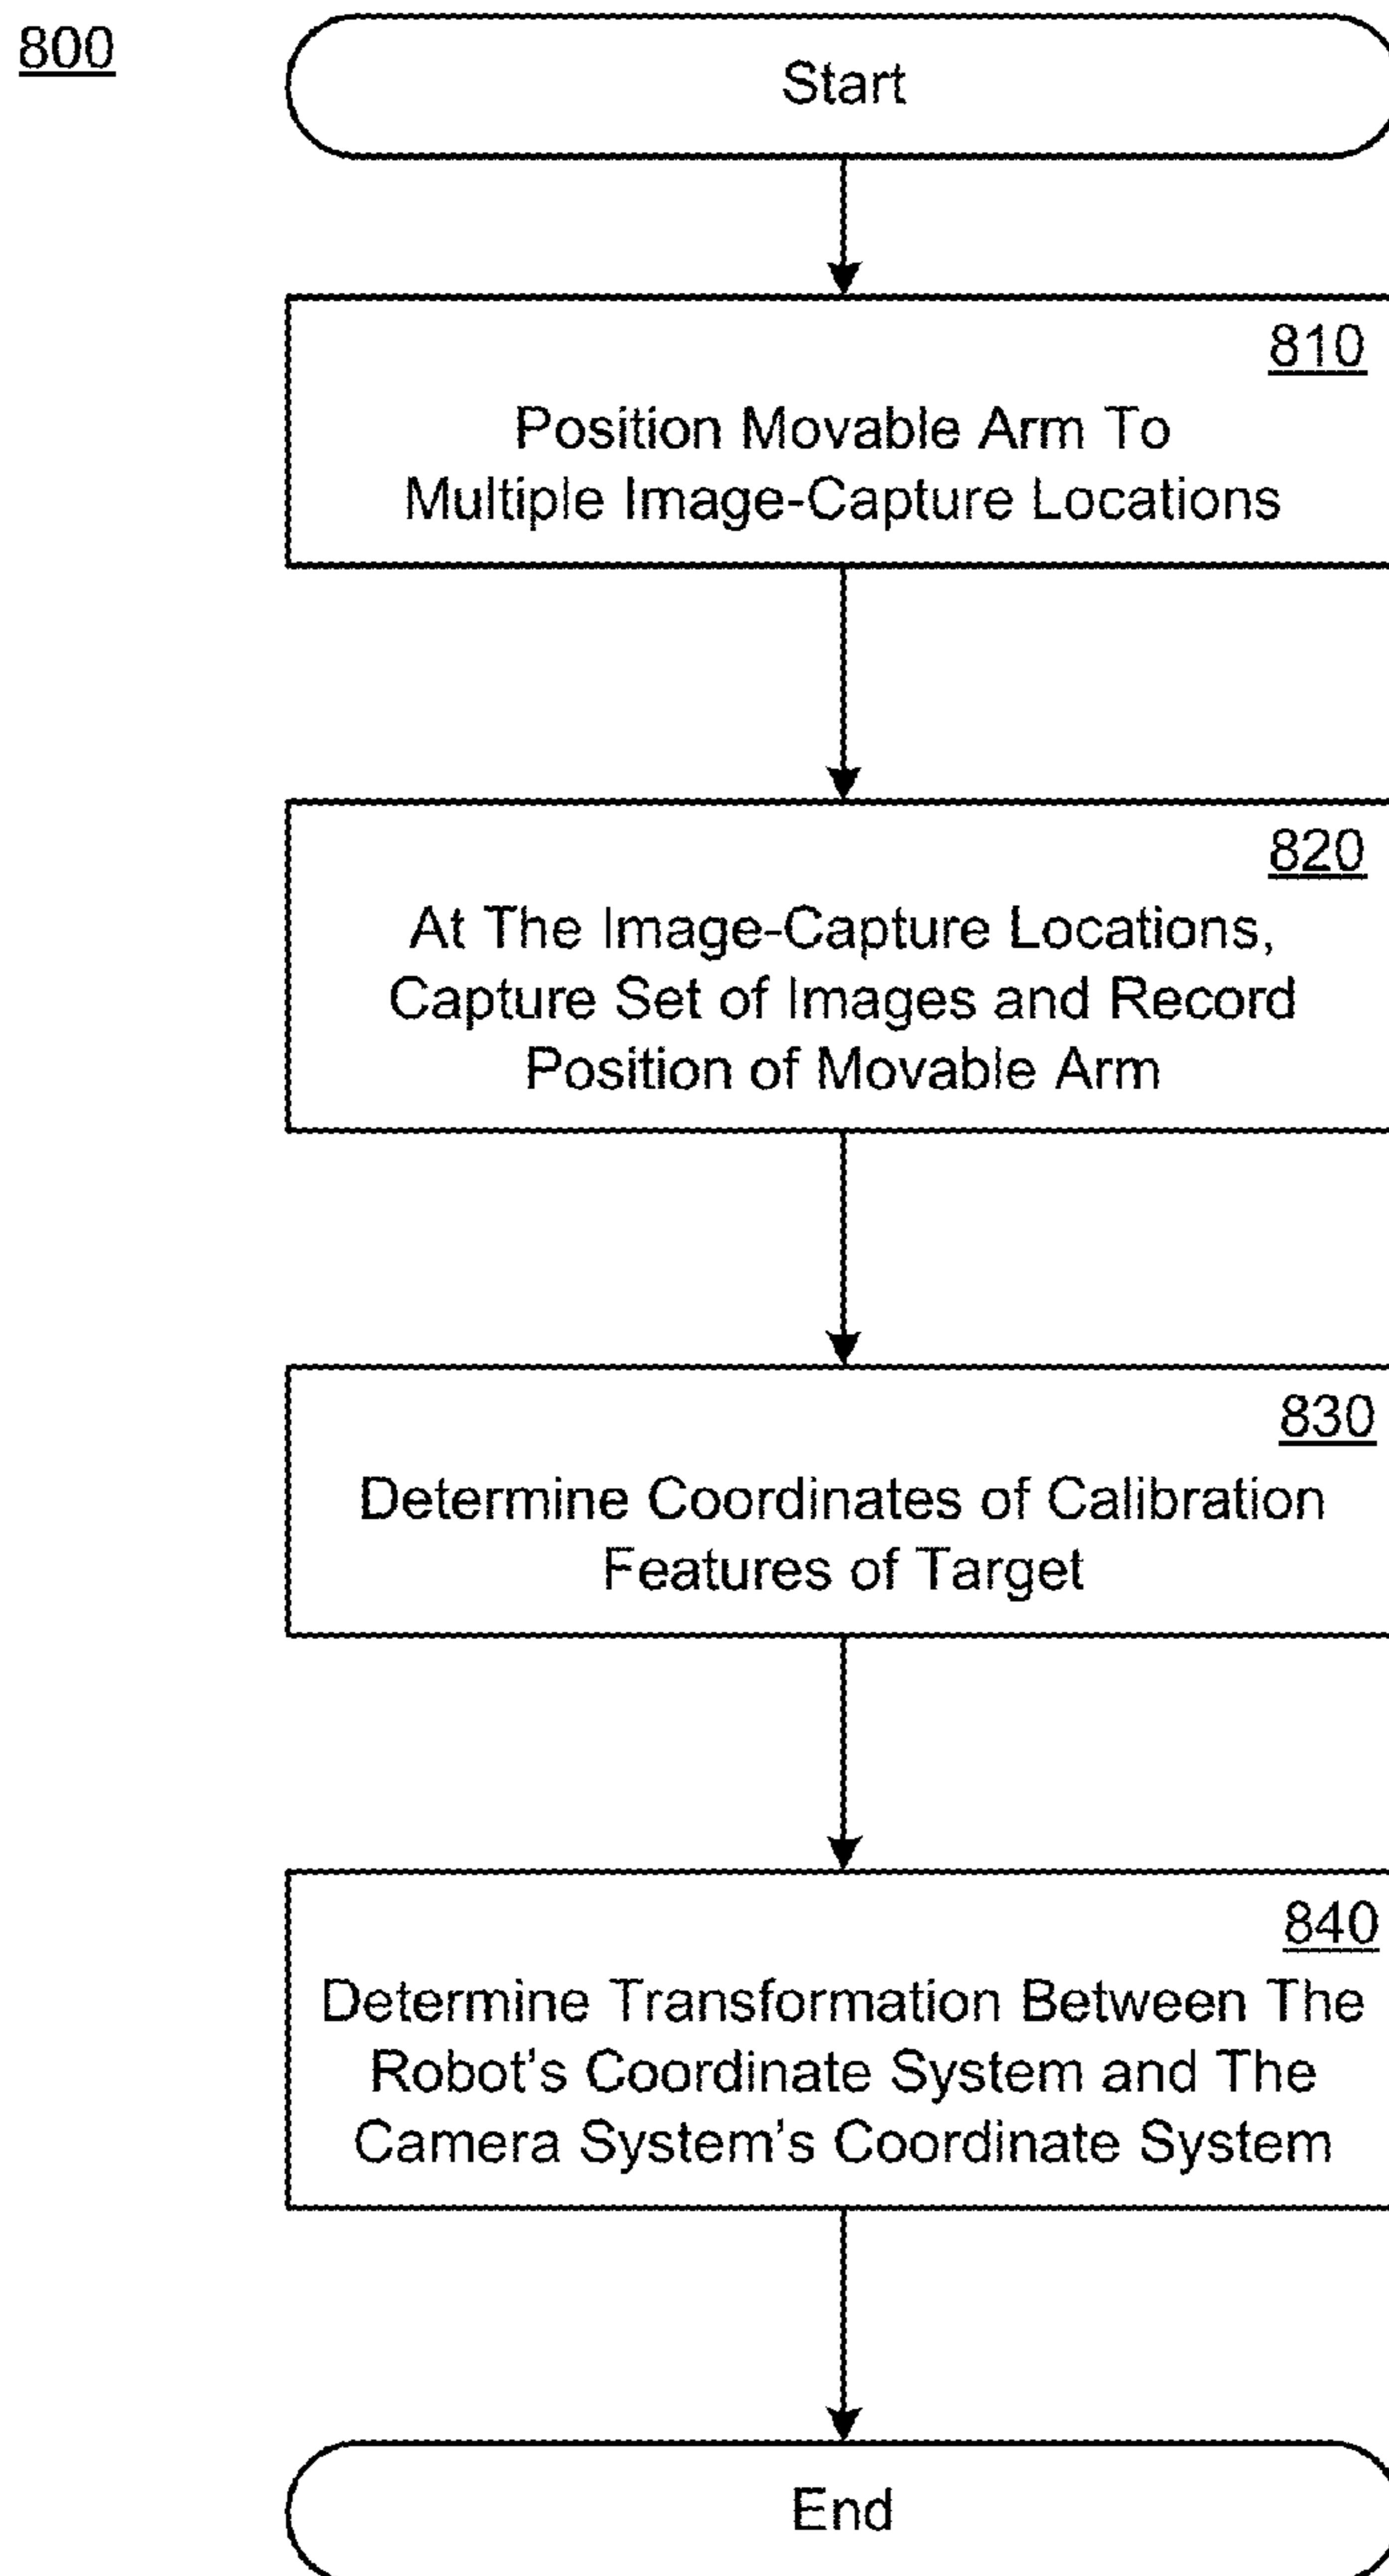 800
Start
810
Position Movable Arm To
Multiple Image-Capture Locations
820
At The Image-Capture Locations,
Capture Set of Images and Record
Position of Movable Arm
830
Determine Coordinates of Calibration
Features of Target
840
Determine Transformation Between The
Robot's Coordinate System and The
Camera System's Coordinate System
End